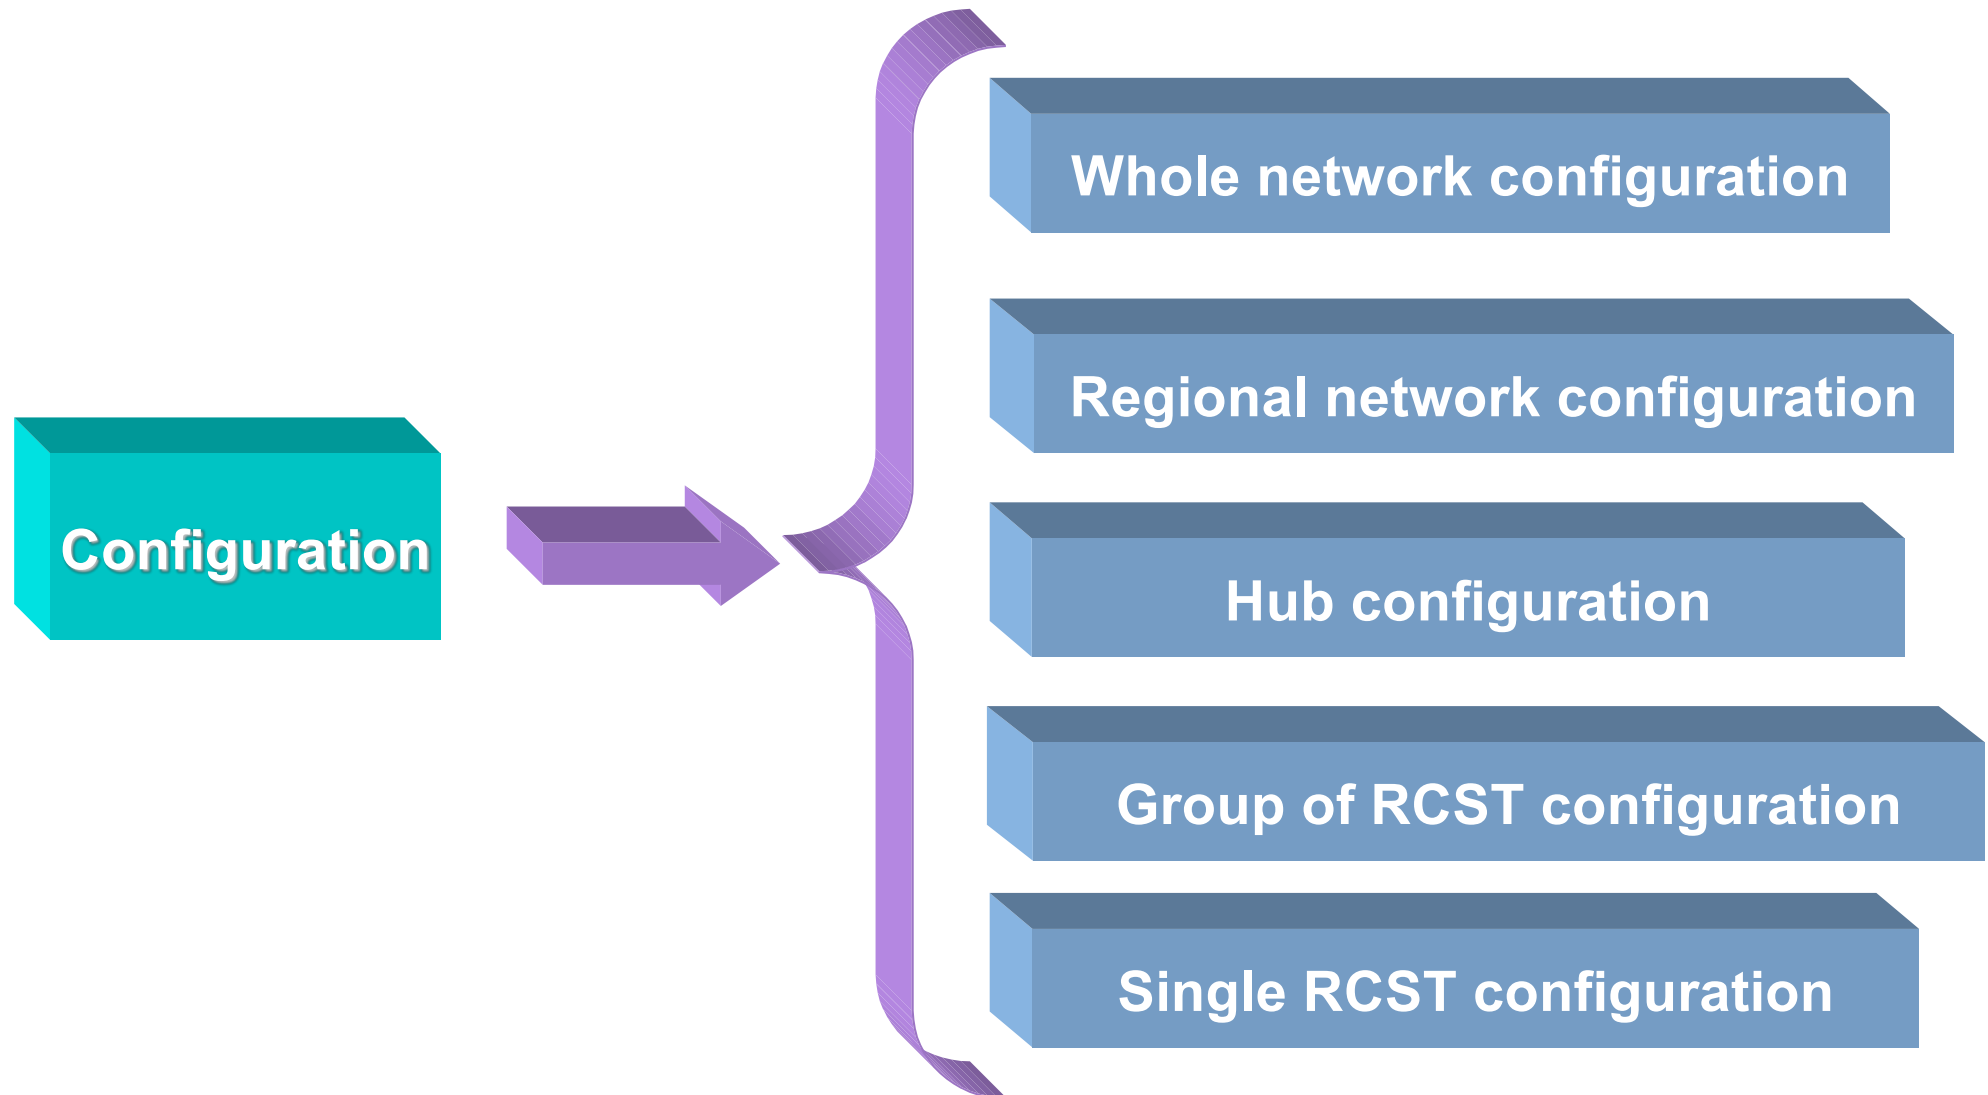 Configuration
Whole network configuration
Regional network configuration
Hub configuration
Group of RCST configuration
Single RCST configuration